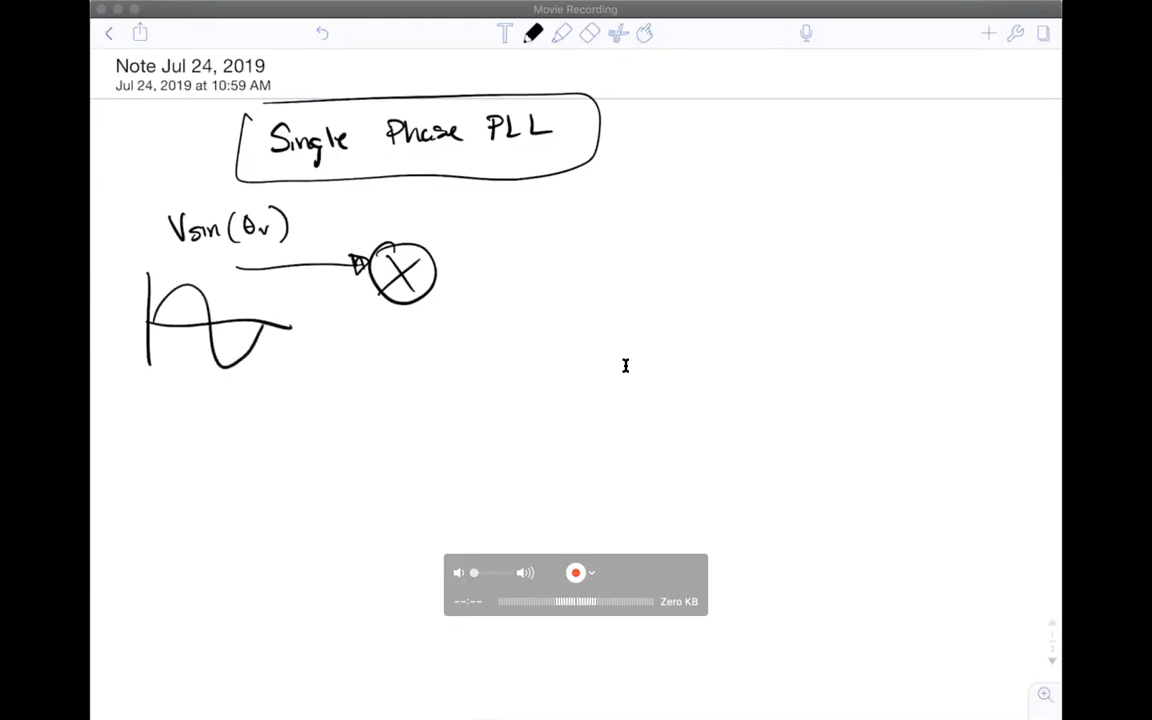 Movie Recording
Note Jul 24, 2019
Jul 24, 2019 at 10:59 AM
Single Phase PLL
Vsin(θv)
--:--
Zero KB